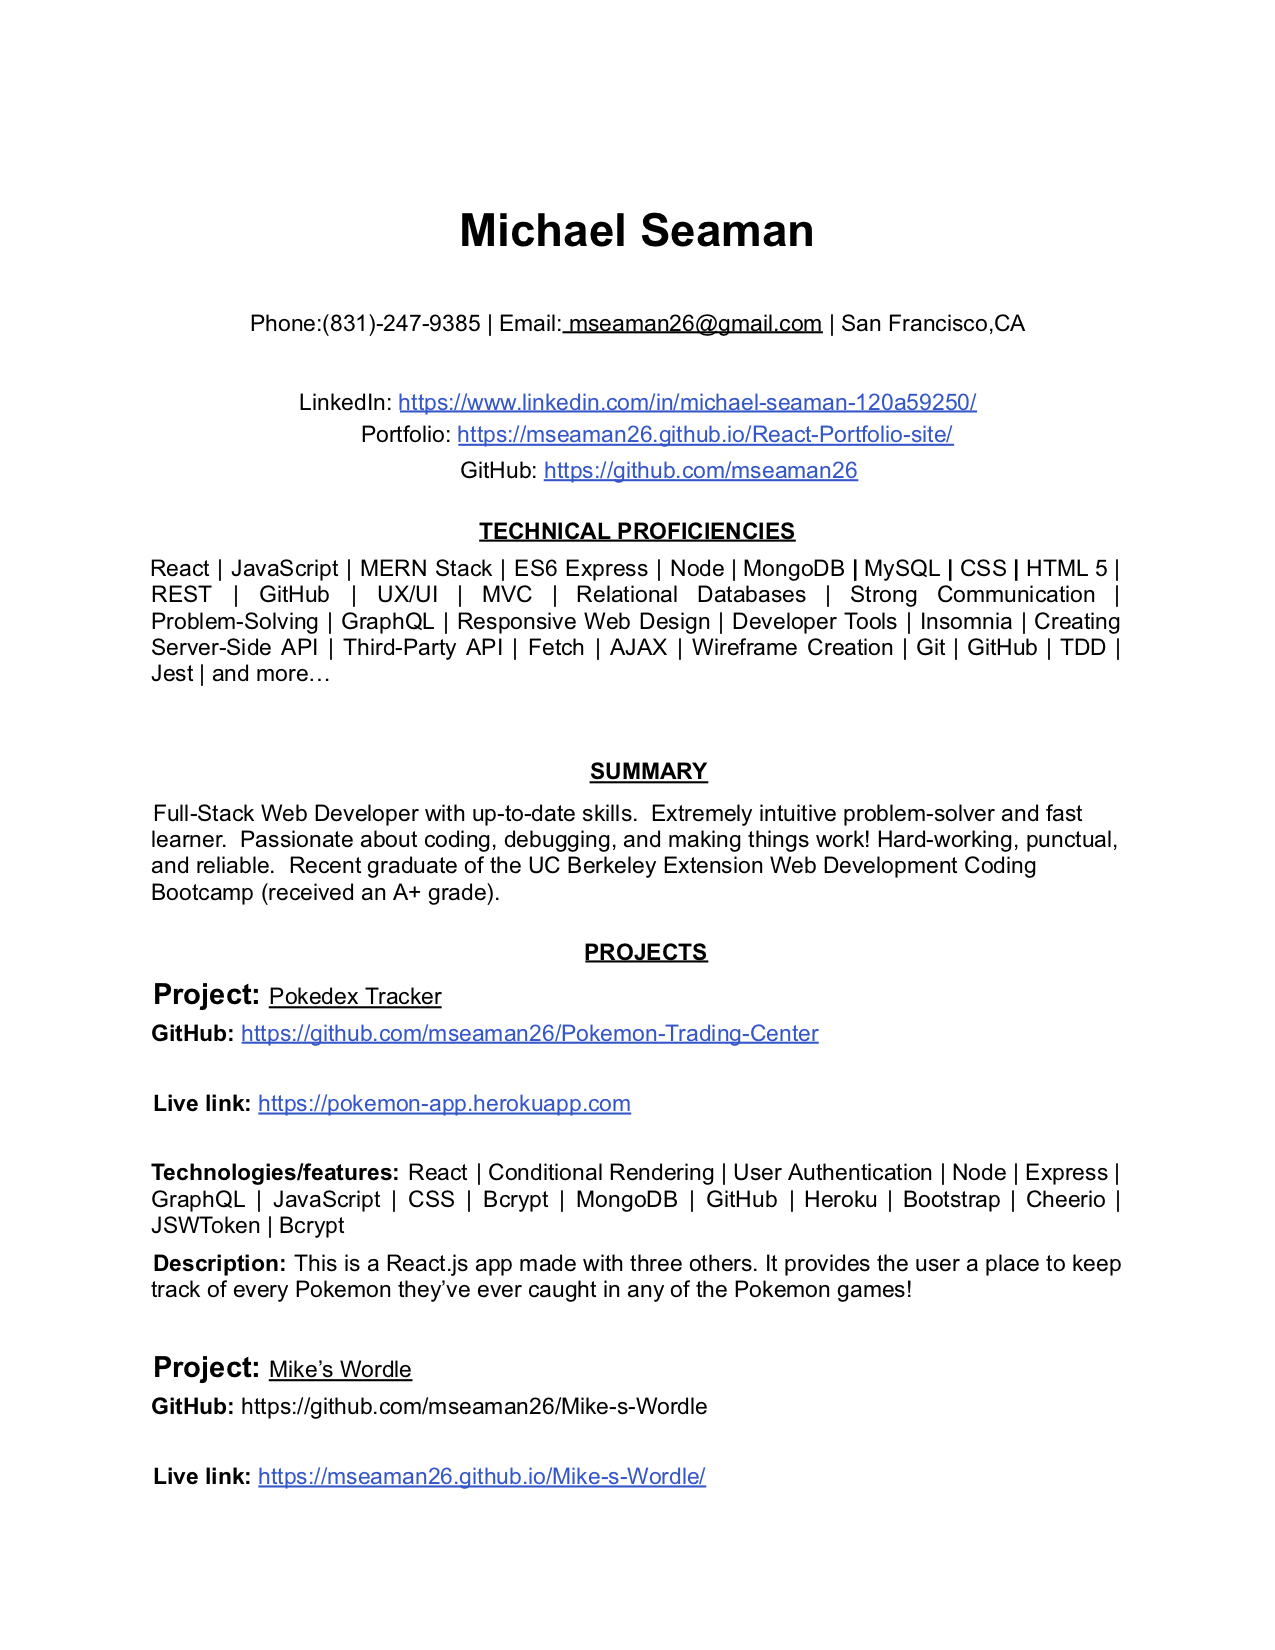 Michael Seaman
Phone:(831)-247-9385 | Email: mseaman26@gmail.com | San Francisco,CA
LinkedIn: https://www.linkedin.com/in/michael-seaman-120a59250/
Portfolio: https://mseaman26.github.io/React-Portfolio-site/
GitHub: https://github.com/mseaman26
TECHNICAL PROFICIENCIES
React | JavaScript | MERN Stack | ES6 Express | Node | MongoDB | MySQL | CSS | HTML 5 |
REST | GitHub | UX/UI | MVC | Relational Databases | Strong Communication |
Problem-Solving | GraphQL | Responsive Web Design | Developer Tools | Insomnia | Creating
Server-Side API | Third-Party API | Fetch | AJAX | Wireframe Creation | Git | GitHub | TDD |
Jest | and more…
SUMMARY
Full-Stack Web Developer with up-to-date skills.  Extremely intuitive problem-solver and fast
learner.  Passionate about coding, debugging, and making things work! Hard-working, punctual,
and reliable.  Recent graduate of the UC Berkeley Extension Web Development Coding
Bootcamp (received an A+ grade).
PROJECTS
Project: Pokedex Tracker
GitHub: https://github.com/mseaman26/Pokemon-Trading-Center
Live link: https://pokemon-app.herokuapp.com
Technologies/features: React | Conditional Rendering | User Authentication | Node | Express |
GraphQL | JavaScript | CSS | Bcrypt | MongoDB | GitHub | Heroku | Bootstrap | Cheerio |
JSWToken | Bcrypt
Description: This is a React.js app made with three others. It provides the user a place to keep
track of every Pokemon they’ve ever caught in any of the Pokemon games!
Project: Mike’s Wordle
GitHub: https://github.com/mseaman26/Mike-s-Wordle
Live link: https://mseaman26.github.io/Mike-s-Wordle/